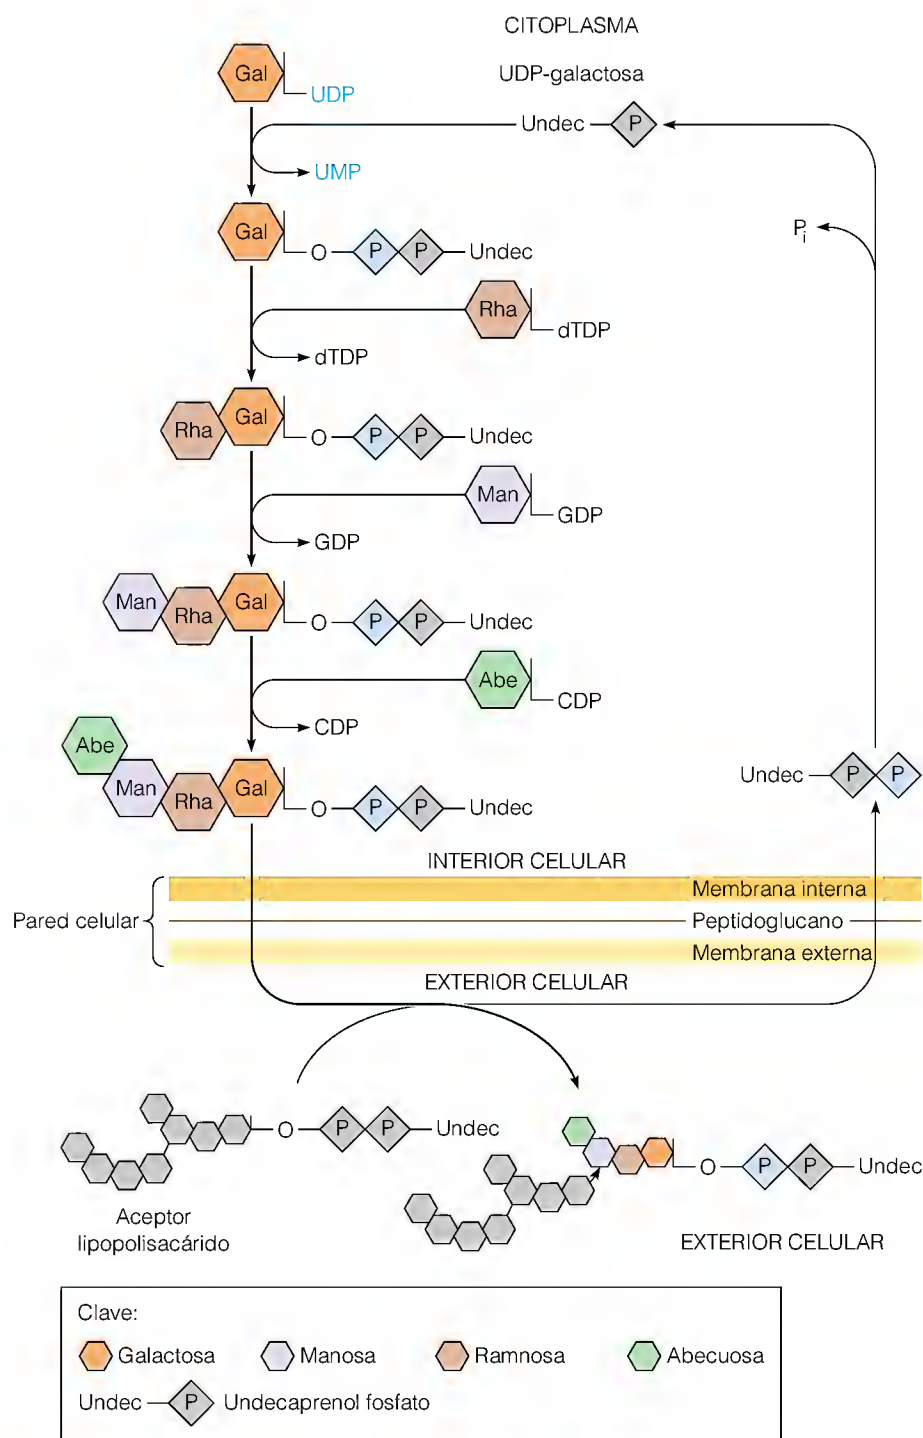 CITOPLASMA
Gal
UDP-galactosa
UDP
Undec
P
UMP
Gal
O
P
P
Undec
Pi
Rha
dTDP
dTDP
Rha
Gal
O
P
P
Undec
Man
GDP
GDP
Man
Rha
Gal
O
P
P
Undec
Abe
CDP
CDP
Abe
Man
Rha
Gal
O
P
P
Undec
Undec
P
P
INTERIOR CELULAR
Membrana interna
Pared celular
Peptidoglucano
Membrana externa
EXTERIOR CELULAR
O
P
P
Undec
O
P
P
Undec
Aceptor
lipopolisacárido
EXTERIOR CELULAR
Clave:
Galactosa
Manosa
Ramnosa
Abecuosa
Undec
P
Undecaprenol fosfato